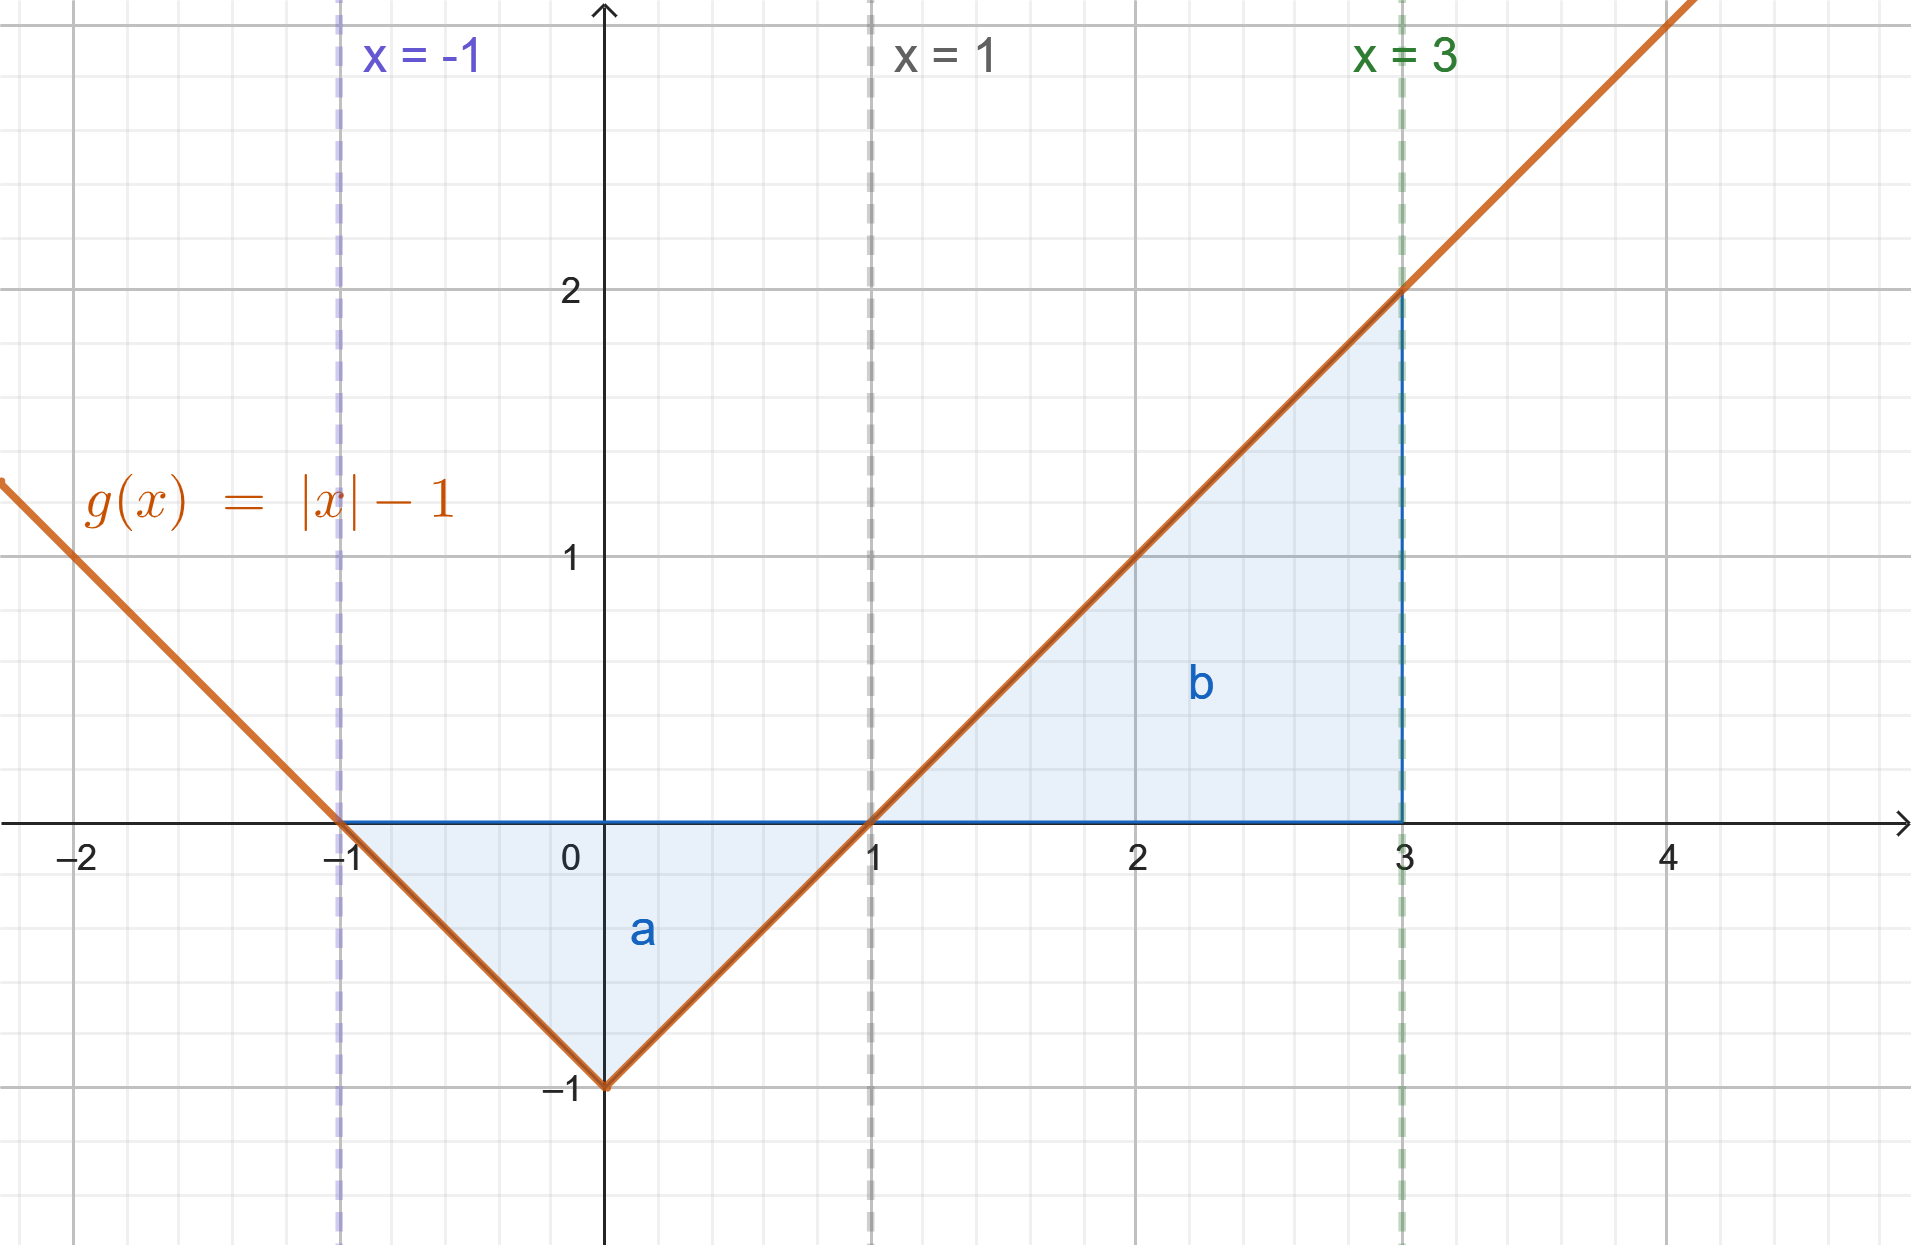 x = -1 x = 1 x = 3
2
g(x) = |x| − 1
1
b
–2 –1 0 1 2 3 4
a
–1